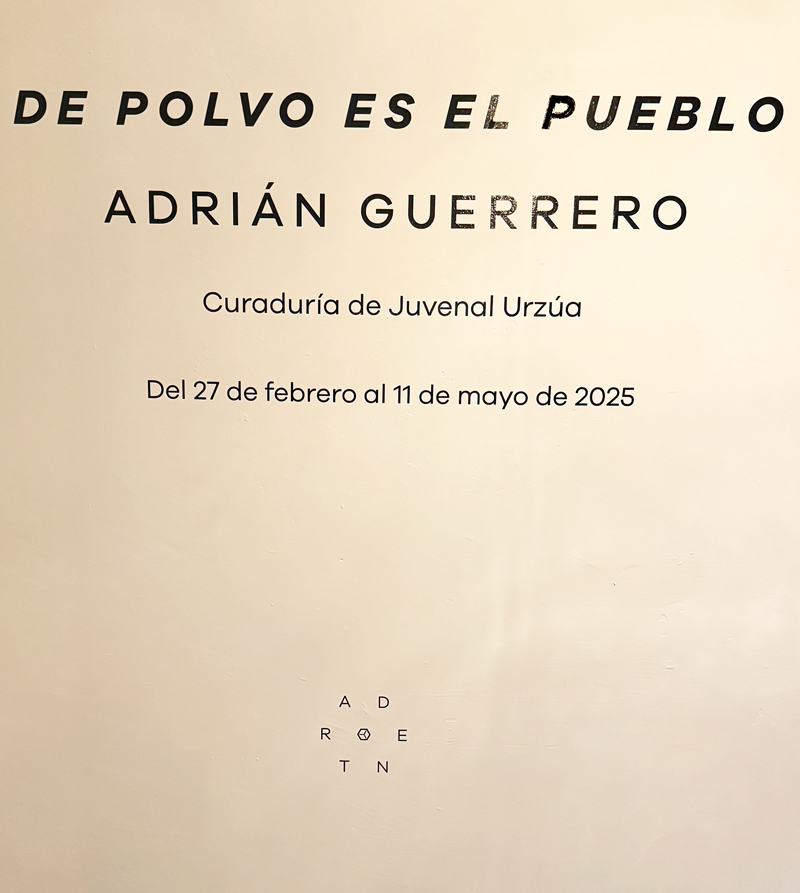 DE POLVO ES EL PUEBLO
ADRIÁN GUERRERO
Curaduría de Juvenal Urzúa
Del 27 de febrero al 11 de mayo de 2025
A D
R E
T N